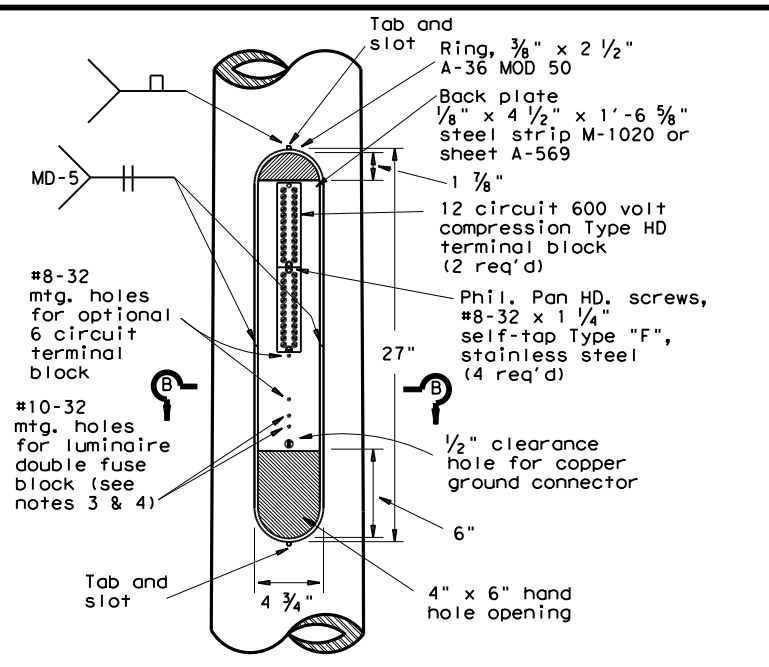 Tab and
slot
Ring, 3/8" x 2 1/2"
A-36 MOD 50
Back plate
1/8" x 4 1/2" x 1'-6 5/8"
steel strip M-1020 or
sheet A-569
1 7/8"
MD-5
12 circuit 600 volt
compression Type HD
terminal block
(2 req'd)
#8-32
mtg. holes
for optional
6 circuit
terminal
block
Phil. Pan HD. screws,
#8-32 x 1 1/4"
self-tap Type "F",
stainless steel
(4 req'd)
27"
B
B
#10-32
mtg. holes
for luminaire
double fuse
block (see
notes 3 & 4)
1/2" clearance
hole for copper
ground connector
6"
Tab and
slot
4 3/4"
4" x 6" hand
hole opening